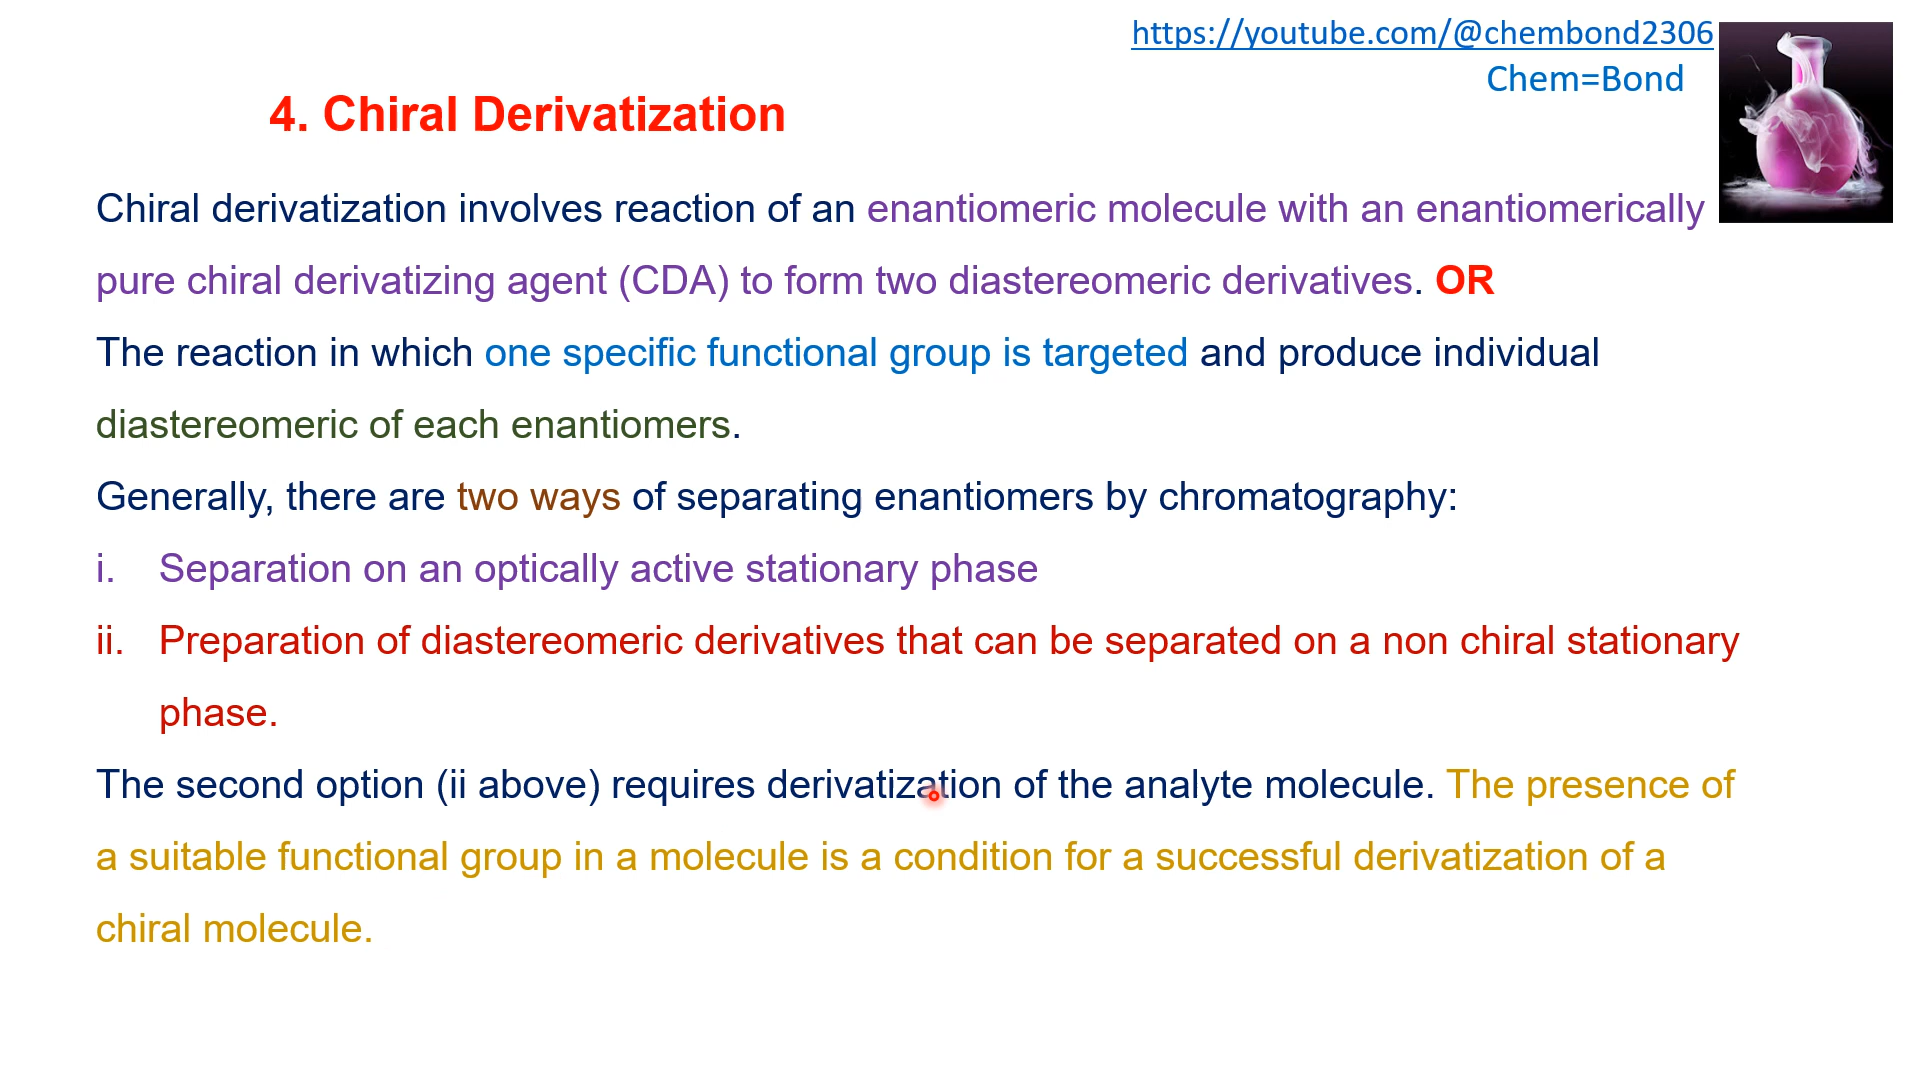 https://youtube.com/@chembond2306
Chem=Bond
4. Chiral Derivatization
Chiral derivatization involves reaction of an enantiomeric molecule with an enantiomerically
pure chiral derivatizing agent (CDA) to form two diastereomeric derivatives. OR
The reaction in which one specific functional group is targeted and produce individual
diastereomeric of each enantiomers.
Generally, there are two ways of separating enantiomers by chromatography:
i. Separation on an optically active stationary phase
ii. Preparation of diastereomeric derivatives that can be separated on a non chiral stationary
phase.
The second option (ii above) requires derivatization of the analyte molecule. The presence of
a suitable functional group in a molecule is a condition for a successful derivatization of a
chiral molecule.